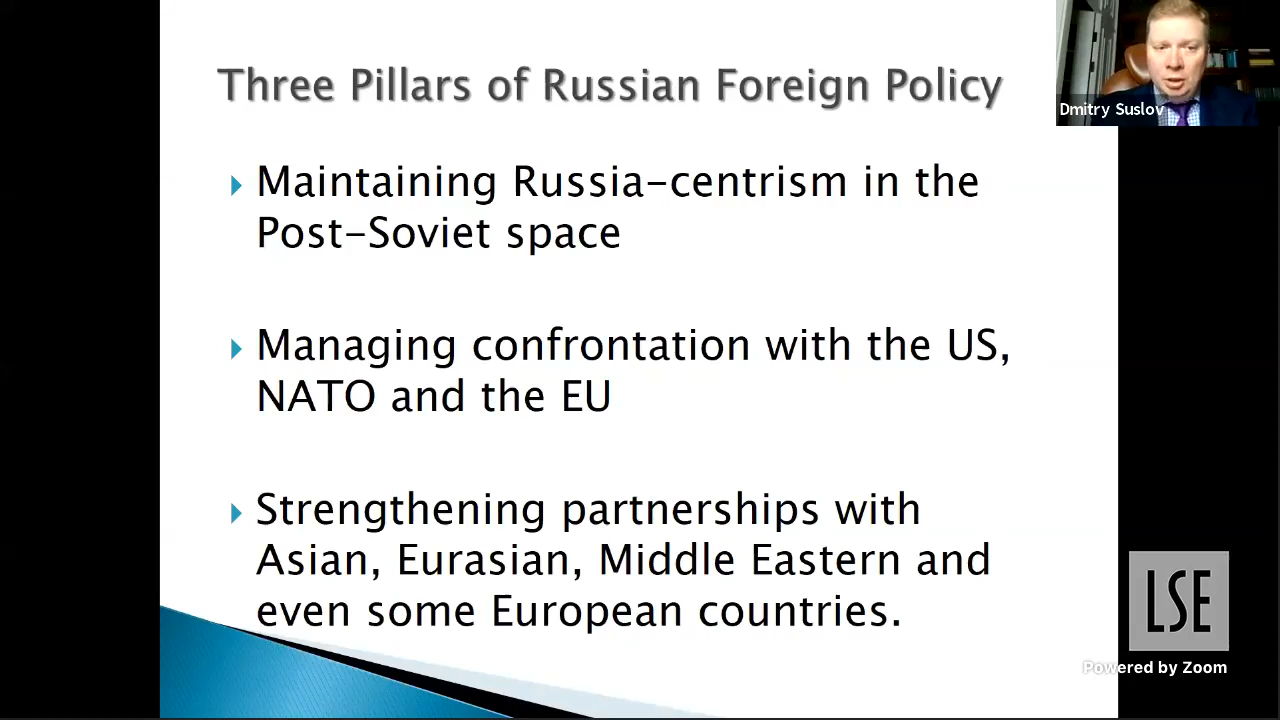 Three Pillars of Russian Foreign Policy
Dmitry Suslov
Maintaining Russia-centrism in the
Post-Soviet space
Managing confrontation with the US,
NATO and the EU
Strengthening partnerships with
Asian, Eurasian, Middle Eastern and
even some European countries.
LSE
Powered by Zoom